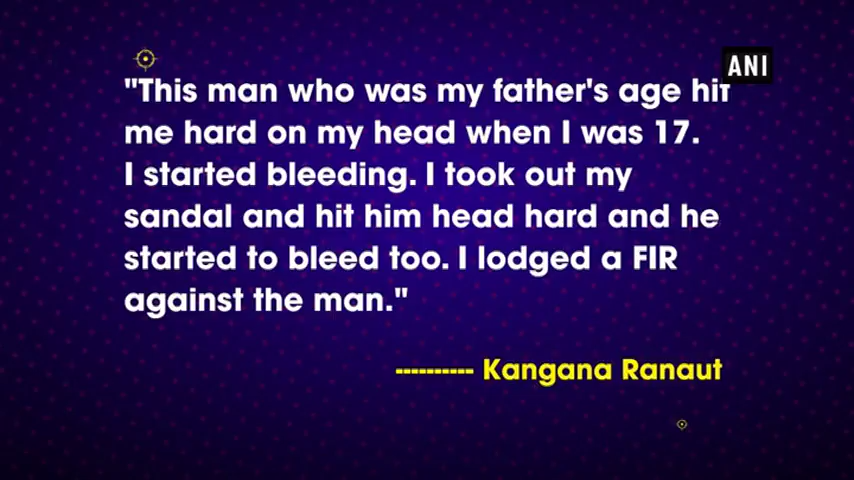 ANI
"This man who was my father's age hit
me hard on my head when I was 17.
I started bleeding. I took out my
sandal and hit him head hard and he
started to bleed too. I lodged a FIR
against the man."
---------- Kangana Ranaut